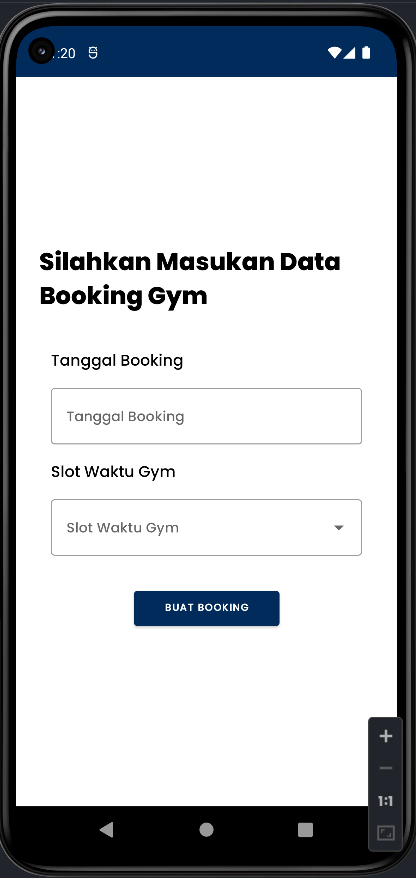 :20
Silahkan Masukan Data
Booking Gym
Tanggal Booking
Tanggal Booking
Slot Waktu Gym
Slot Waktu Gym
BUAT BOOKING
1:1